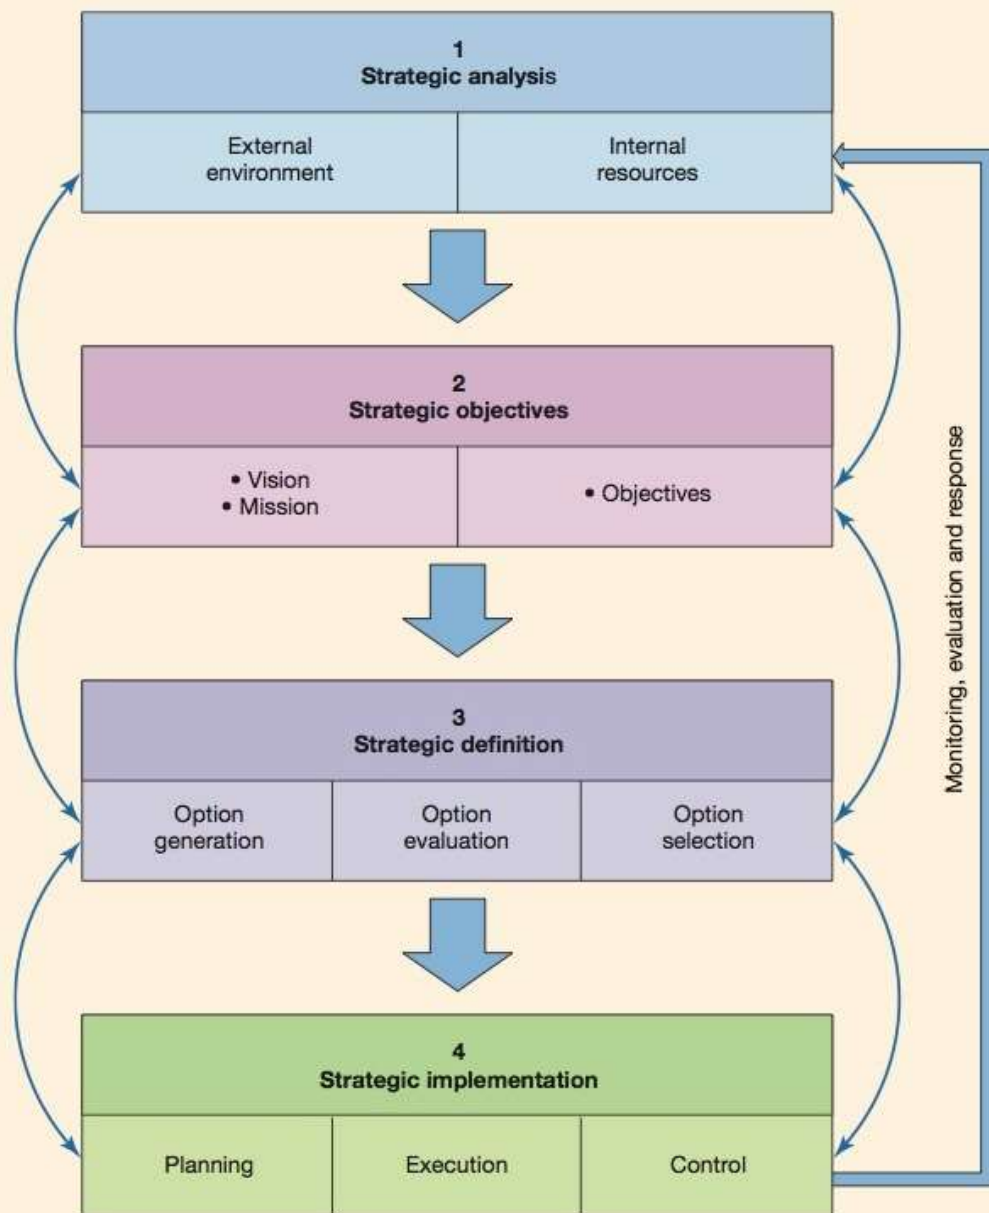 1
Strategic analysis
External
environment
Internal
resources
2
Strategic objectives
• Vision
• Mission
• Objectives
3
Strategic definition
Option
generation
Option
evaluation
Option
selection
4
Strategic implementation
Planning
Execution
Control
Monitoring, evaluation and response